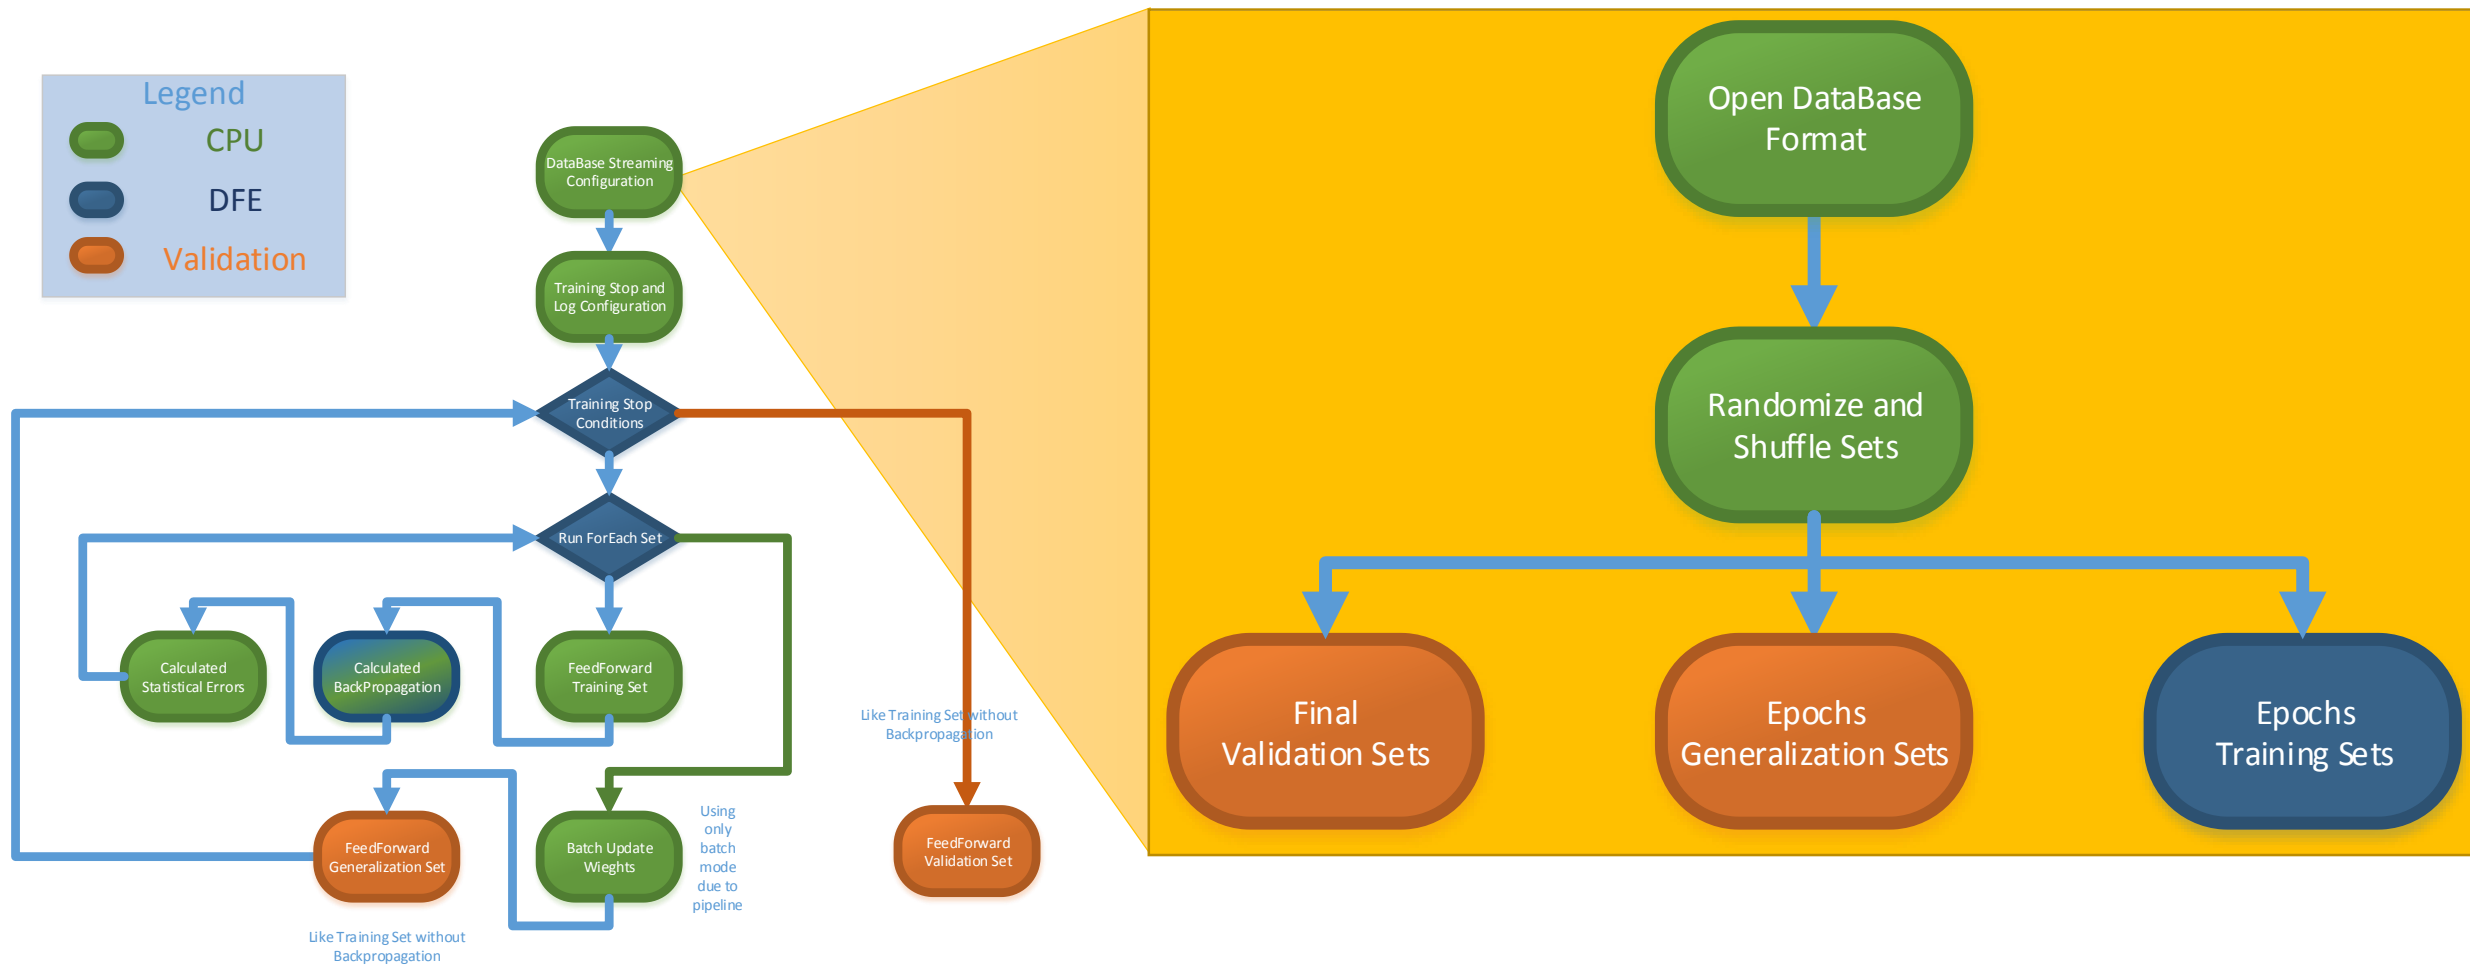 Legend
CPU
DFE
Validation
DataBase Streaming
Configuration
Training Stop and
Log Configuration
Training Stop
Conditions
Run ForEach Set
Calculated
Statistical Errors
Calculated
BackPropagation
FeedForward
Training Set
Like Training Set without
Backpropagation
FeedForward
Generalization Set
Batch Update
Wieghts
Using
only
batch
mode
due to
pipeline
FeedForward
Validation Set
Like Training Set without
Backpropagation
Open DataBase
Format
Randomize and
Shuffle Sets
Final
Validation Sets
Epochs
Generalization Sets
Epochs
Training Sets